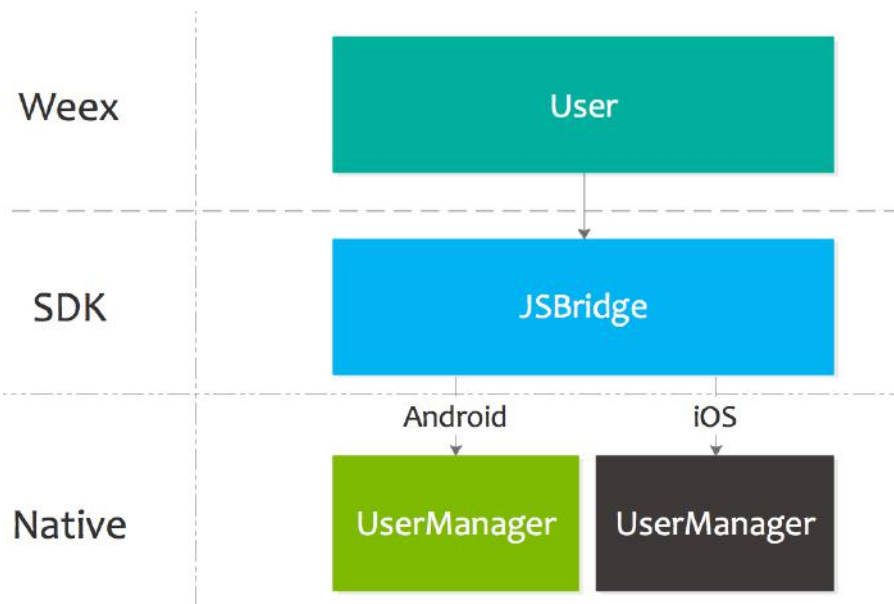 Weex
User
SDK
JSBridge
Android
iOS
Native
UserManager
UserManager